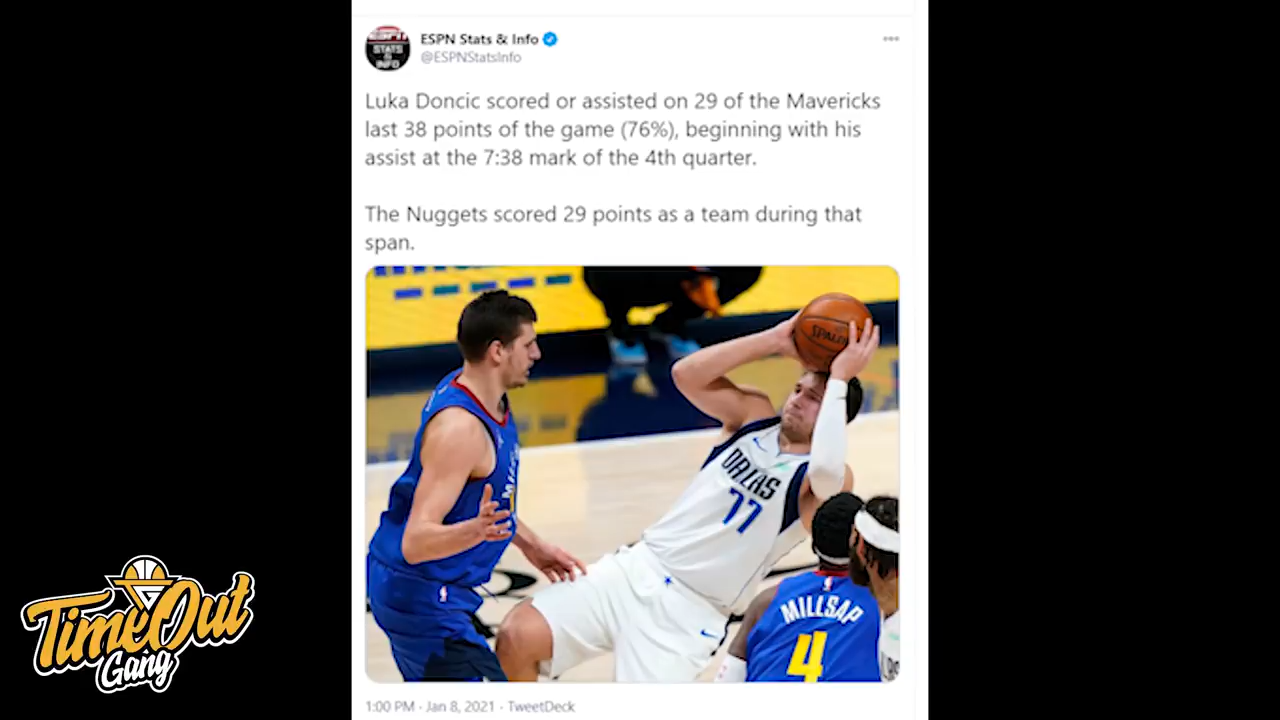 ESPN Stats & Info
@ESPNStatsInfo
Luka Doncic scored or assisted on 29 of the Mavericks
last 38 points of the game (76%), beginning with his
assist at the 7:38 mark of the 4th quarter.
The Nuggets scored 29 points as a team during that
span.
SPALDING
DALLAS
77
MILLSAP
4
TimeOut
Gang
1:00 PM · Jan 8, 2021 · TweetDeck